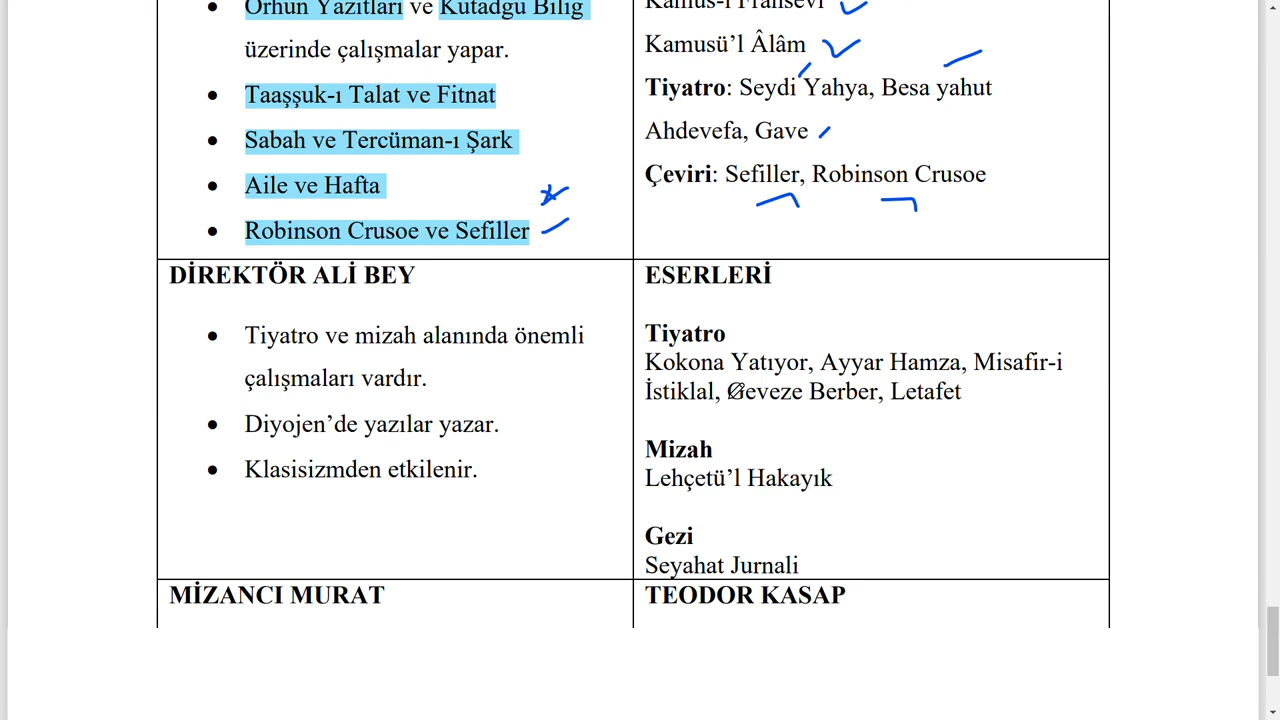 Orhun Yazıtları ve Kutadgu Bilig
üzerinde çalışmalar yapar.
Taaşşuk-ı Talat ve Fitnat
Sabah ve Tercüman-ı Şark
Aile ve Hafta
Robinson Crusoe ve Sefiller
Kamus-ı Fransevi
Kamusü’l Âlâm
Tiyatro: Seydi Yahya, Besa yahut
Ahdevefa, Gave
Çeviri: Sefiller, Robinson Crusoe
DİREKTÖR ALİ BEY
Tiyatro ve mizah alanında önemli
çalışmaları vardır.
Diyojen’de yazılar yazar.
Klasisizmden etkilenir.
ESERLERİ
Tiyatro
Kokona Yatıyor, Ayyar Hamza, Misafir-i
İstiklal, Geveze Berber, Letafet
Mizah
Lehçetü’l Hakayık
Gezi
Seyahat Jurnali
MİZANCI MURAT
TEODOR KASAP